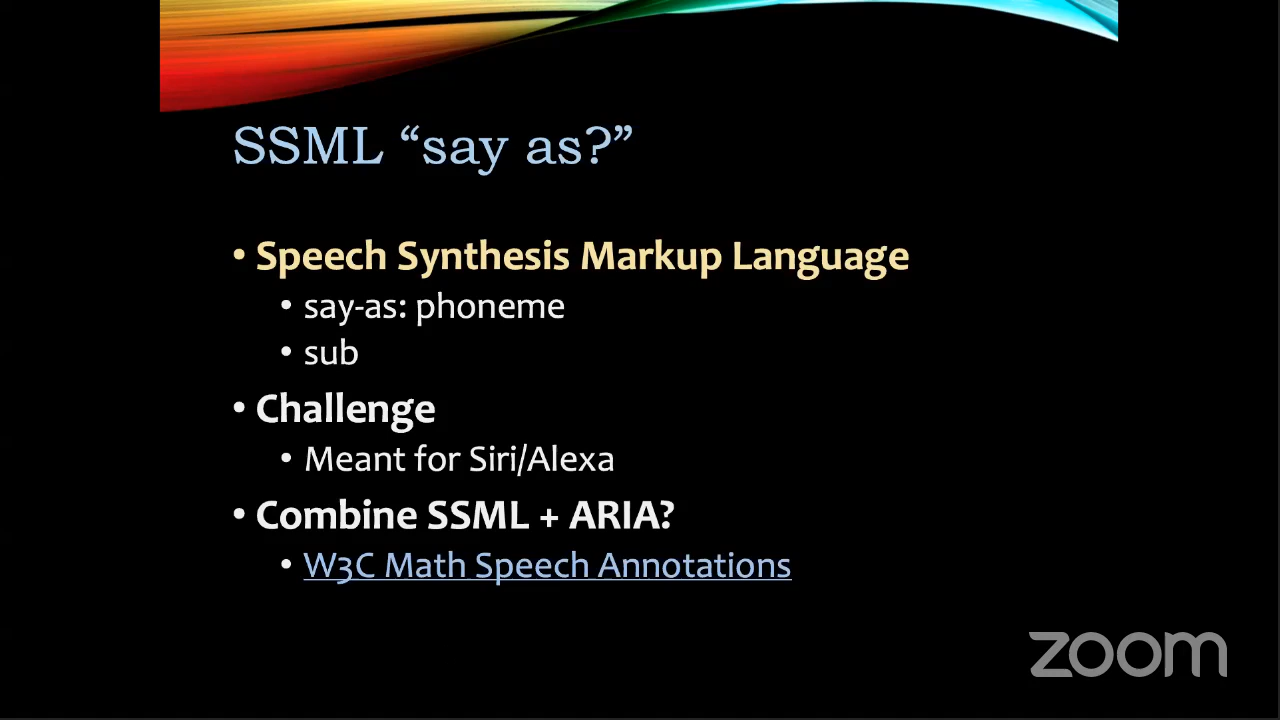 SSML “say as?”
• Speech Synthesis Markup Language
• say-as: phoneme
• sub
• Challenge
• Meant for Siri/Alexa
• Combine SSML + ARIA?
• W3C Math Speech Annotations
zoom